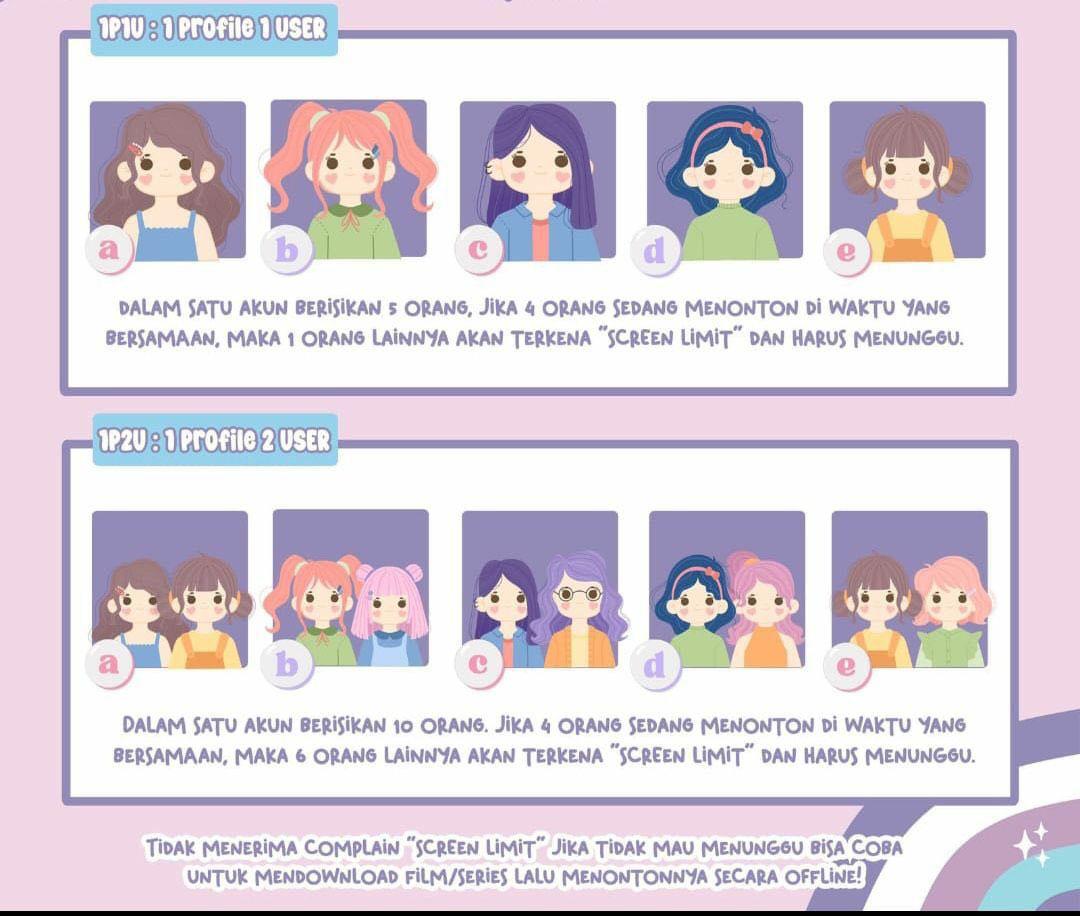 1P1U : 1 Profile 1 USER
a b c d e
DALAM SATU AKUN BERISIKAN 5 ORANG, JIKA 4 ORANG SEDANG MENONTON DI WAKTU YANG
BERSAMAAN, MAKA 1 ORANG LAINNYA AKAN TERKENA "SCREEN LIMIT" DAN HARUS MENUNGGU.
1P2U : 1 Profile 2 USER
a b c d e
DALAM SATU AKUN BERISIKAN 10 ORANG. JIKA 4 ORANG SEDANG MENONTON DI WAKTU YANG
BERSAMAAN, MAKA 6 ORANG LAINNYA AKAN TERKENA "SCREEN LIMIT" DAN HARUS MENUNGGU.
TIDAK MENERIMA COMPLAIN "SCREEN LIMIT" JIKA TIDAK MAU MENUNGGU BISA COBA
UNTUK MENDOWNLOAD FILM/SERIES LALU MENONTONNYA SECARA OFFLINE!